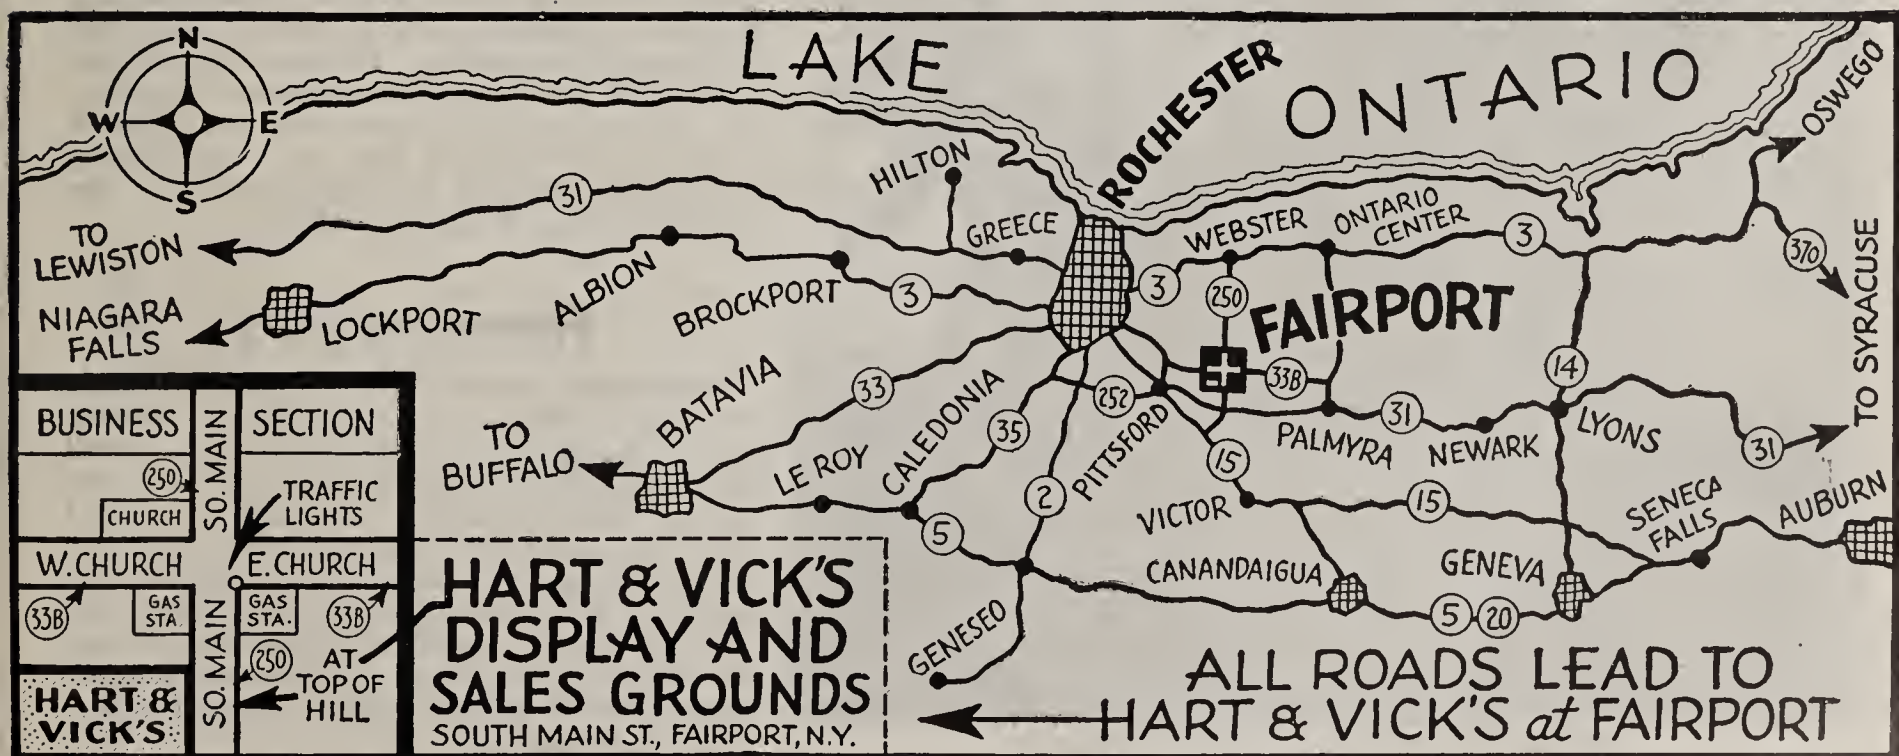 LAKE ONTARIO
N
W E
S
ROCHESTER
OSWEGO
HILTON
31
GREECE
WEBSTER
ONTARIO
CENTER
3
370
TO
LEWISTON
ALBION
BROCKPORT
3
3
250
FAIRPORT
NIAGARA
FALLS
LOCKPORT
TO SYRACUSE
14
BATAVIA
33
CALEDONIA
252
PITTSFORD
33B
PALMYRA
31
NEWARK
LYONS
31
TO
BUFFALO
LE ROY
35
2
15
VICTOR
15
SENECA
FALLS
AUBURN
5
CANANDAIGUA
GENEVA
5 20
GENESEO
BUSINESS SECTION
250
SO. MAIN
TRAFFIC
LIGHTS
CHURCH
W. CHURCH E. CHURCH
33B
GAS
STA.
GAS
STA.
33B
SO. MAIN
250
AT
TOP OF
HILL
HART &
VICK'S
HART & VICK'S
DISPLAY AND
SALES GROUNDS
SOUTH MAIN ST., FAIRPORT, N.Y.
ALL ROADS LEAD TO
HART & VICK'S at FAIRPORT